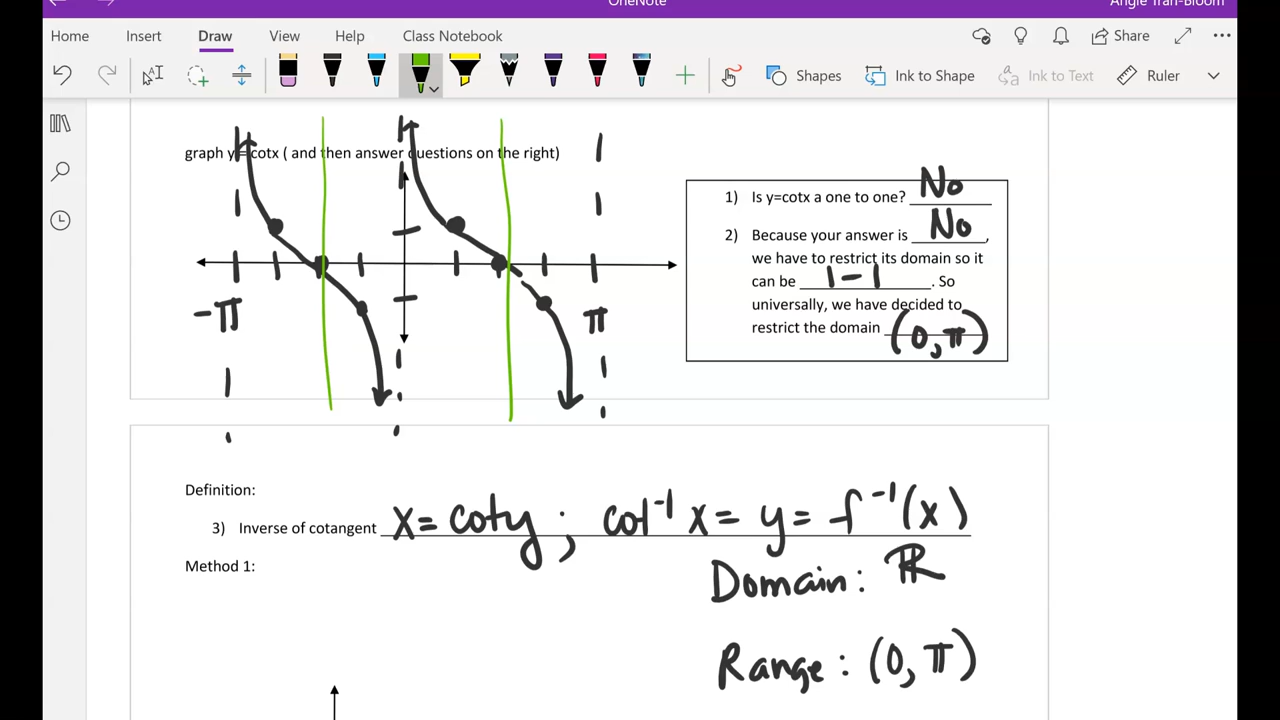 OneNote
Angie Tran-Bloom
Home Insert Draw View Help Class Notebook
Share
Shapes Ink to Shape Ink to Text Ruler
graph y=cotx ( and then answer questions on the right)
-π
π
1) Is y=cotx a one to one? No
2) Because your answer is No,
we have to restrict its domain so it
can be 1-1. So
universally, we have decided to
restrict the domain (0,π)
Definition:
3) Inverse of cotangent x= coty ; cot⁻¹ x= y= f⁻¹(x)
Method 1:
Domain: ℝ
Range: (0, π)